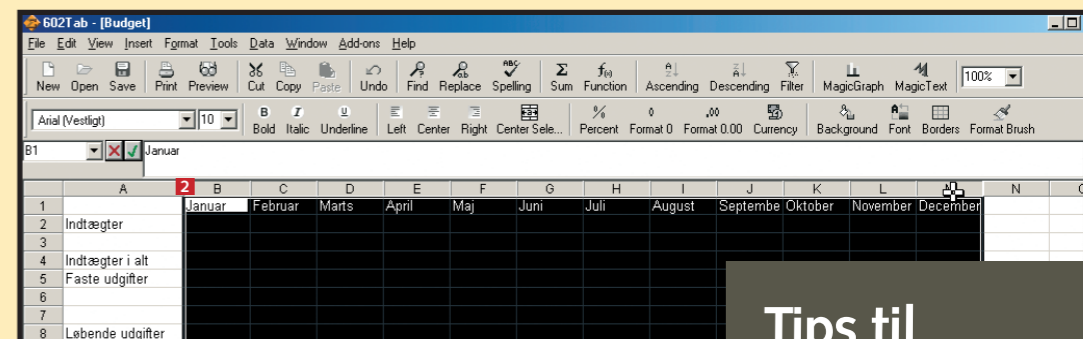 602Tab - [Budget]
File Edit View Insert Format Tools Data Window Add-ons Help
New Open Save Print Preview Cut Copy Paste Undo Find Replace Spelling Sum Function Ascending Descending Filter MagicGraph MagicText 100%
Arial (Vestligt) 10 Bold Italic Underline Left Center Right Center Sele... Percent Format 0 Format 0.00 Currency Background Font Borders Format Brush
B1 Januar
2
A B C D E F G H I J K L N
1 Januar Februar Marts April Maj Juni Juli August Septembe Oktober November December
2 Indtægter
3
4 Indtægter i alt
5 Faste udgifter
6
7
8 Løbende udgifter
Tips til